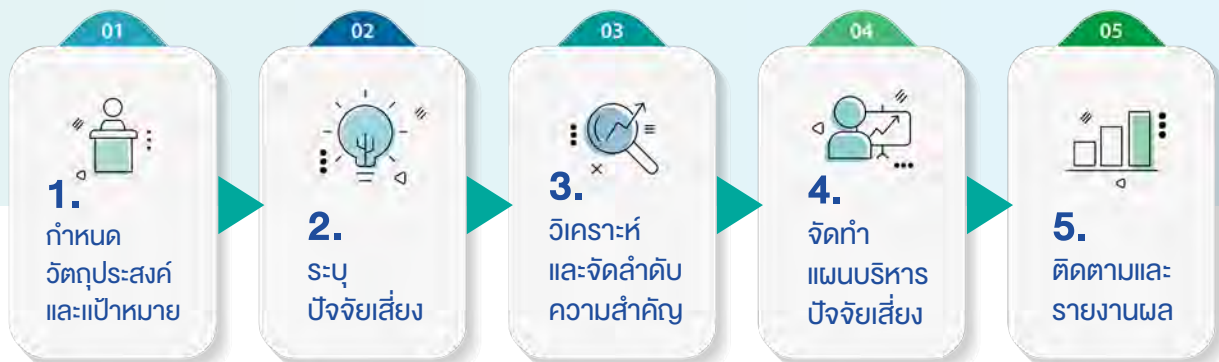 01
1.
กำหนด
วัตถุประสงค์
และเป้าหมาย
02
2.
ระบุ
ปัจจัยเสี่ยง
03
3.
วิเคราะห์
และจัดลำดับ
ความสำคัญ
04
4.
จัดทำ
แผนบริหาร
ปัจจัยเสี่ยง
05
5.
ติดตามและ
รายงานผล